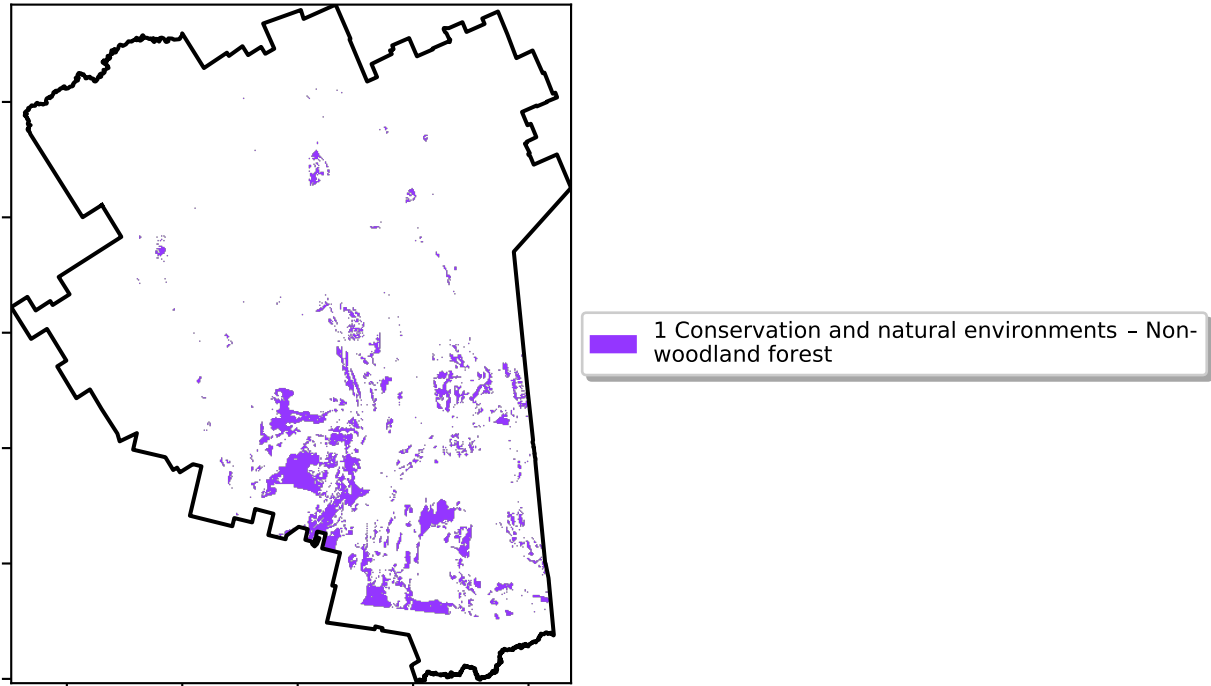 1 Conservation and natural environments – Non-
woodland forest